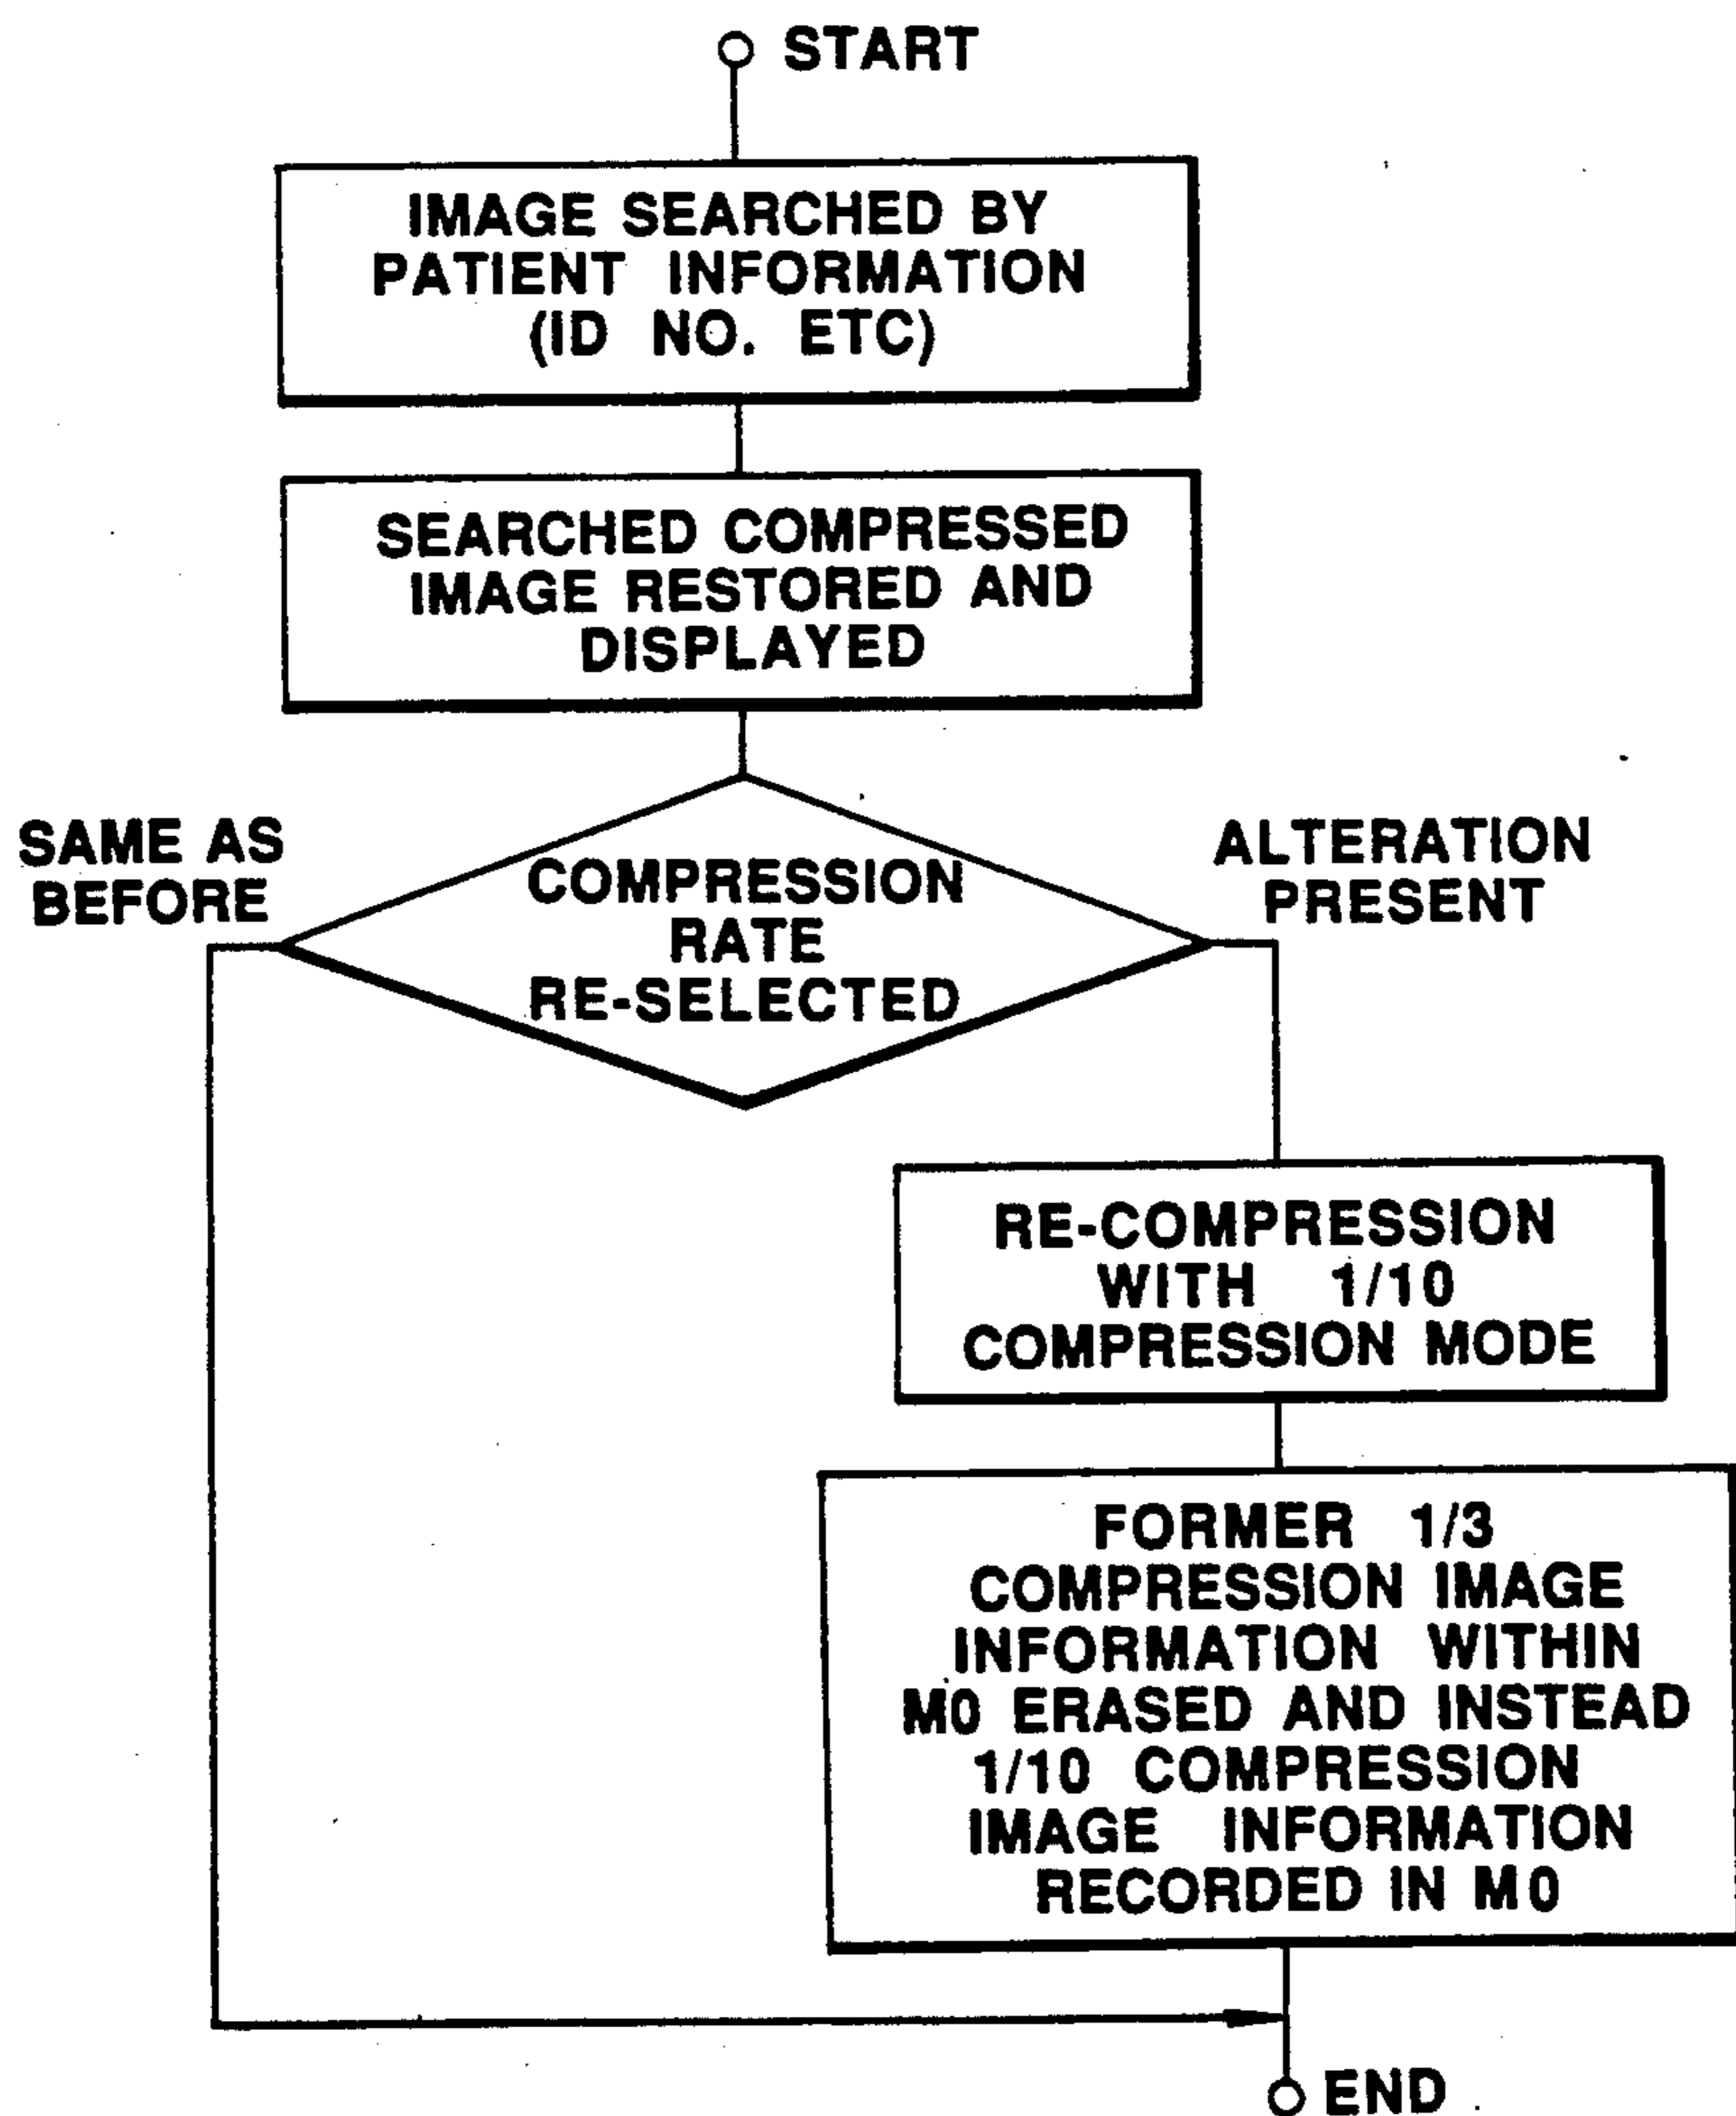 START
IMAGE SEARCHED BY
PATIENT INFORMATION
(ID NO. ETC)
SEARCHED COMPRESSED
IMAGE RESTORED AND
DISPLAYED
SAME AS
BEFORE
COMPRESSION
RATE
RE-SELECTED
ALTERATION
PRESENT
RE-COMPRESSION
WITH 1/10
COMPRESSION MODE
FORMER 1/3
COMPRESSION IMAGE
INFORMATION WITHIN
M0 ERASED AND INSTEAD
1/10 COMPRESSION
IMAGE INFORMATION
RECORDED IN M0
END